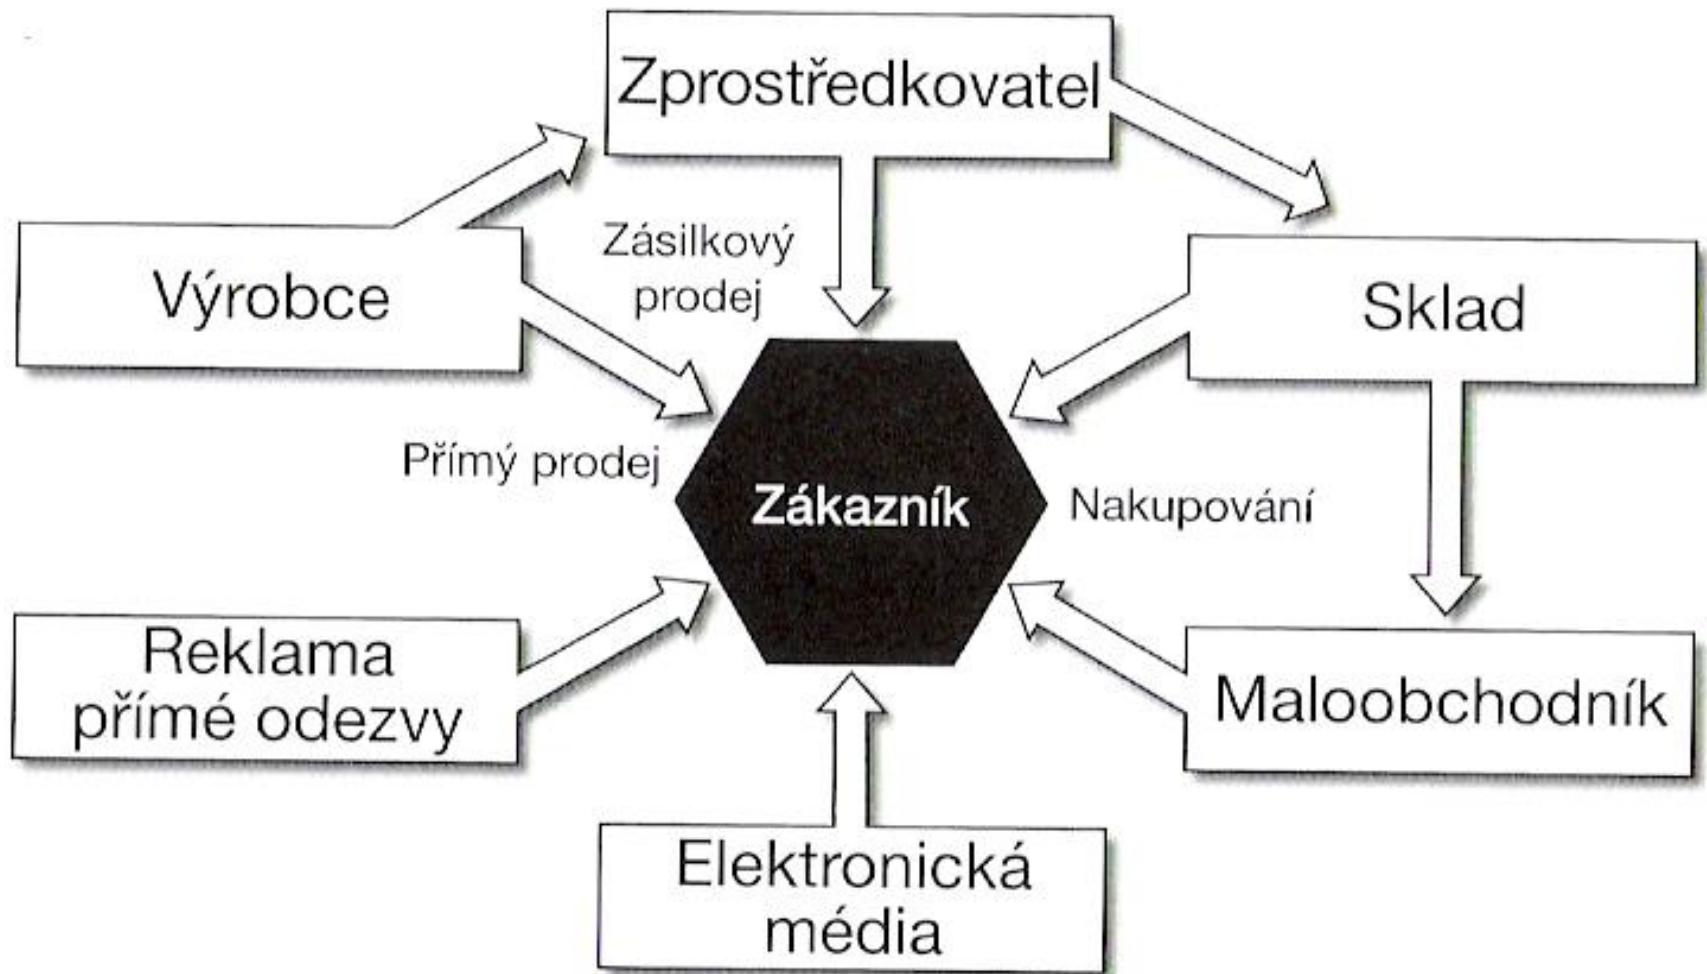 Zprostředkovatel
Výrobce
Zásilkový
prodej
Sklad
Přímý prodej
Zákazník
Nakupování
Reklama
přímé odezvy
Maloobchodník
Elektronická
média